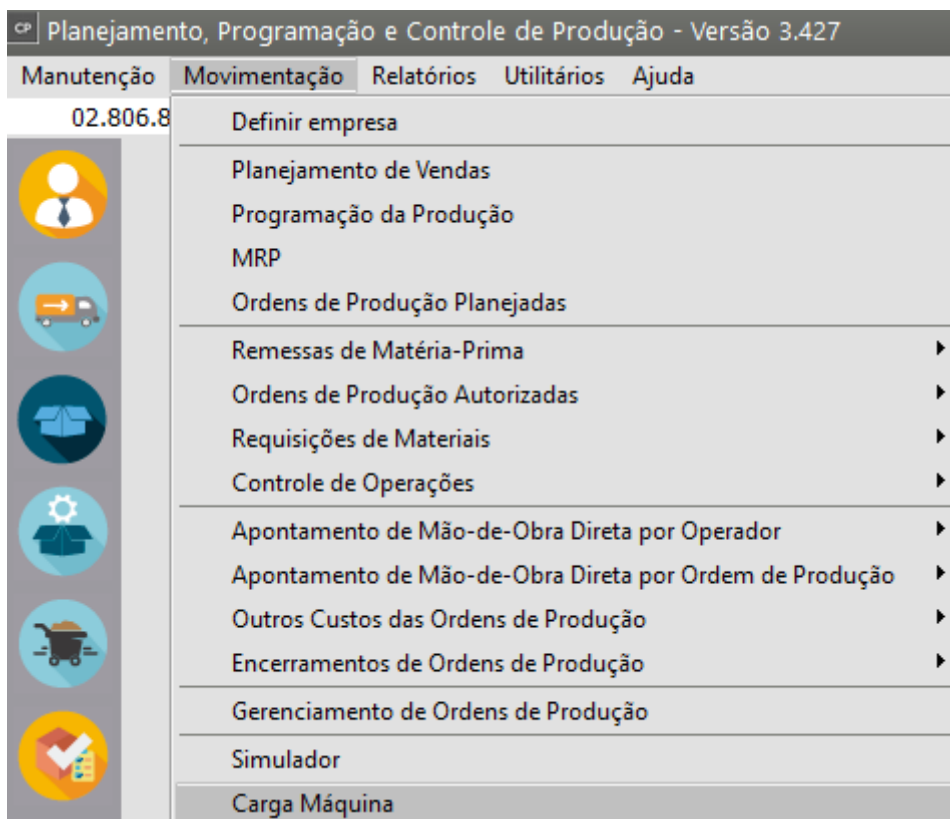 CP Planejamento, Programação e Controle de Produção - Versão 3.427
Manutenção Movimentação Relatórios Utilitários Ajuda
02.806.8
Definir empresa
Planejamento de Vendas
Programação da Produção
MRP
Ordens de Produção Planejadas
Remessas de Matéria-Prima
Ordens de Produção Autorizadas
Requisições de Materiais
Controle de Operações
Apontamento de Mão-de-Obra Direta por Operador
Apontamento de Mão-de-Obra Direta por Ordem de Produção
Outros Custos das Ordens de Produção
Encerramentos de Ordens de Produção
Gerenciamento de Ordens de Produção
Simulador
Carga Máquina